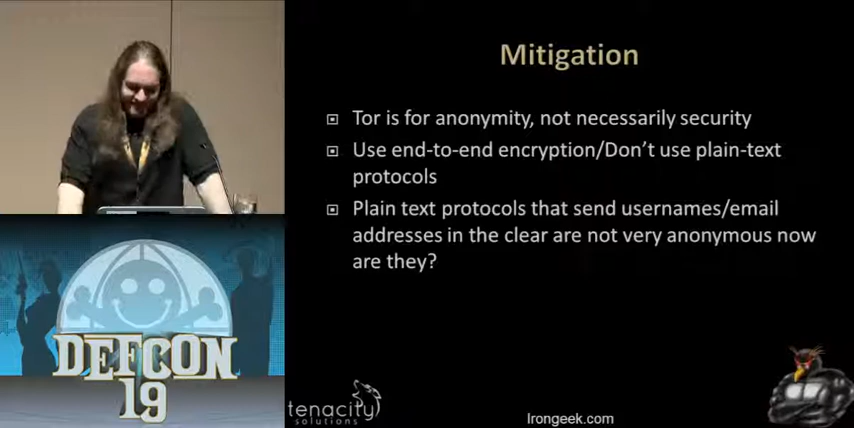 Mitigation
Tor is for anonymity, not necessarily security
Use end-to-end encryption/Don't use plain-text
protocols
Plain text protocols that send usernames/email
addresses in the clear are not very anonymous now
are they?
DEFCON
19
tenacity
solutions
Irongeek.com